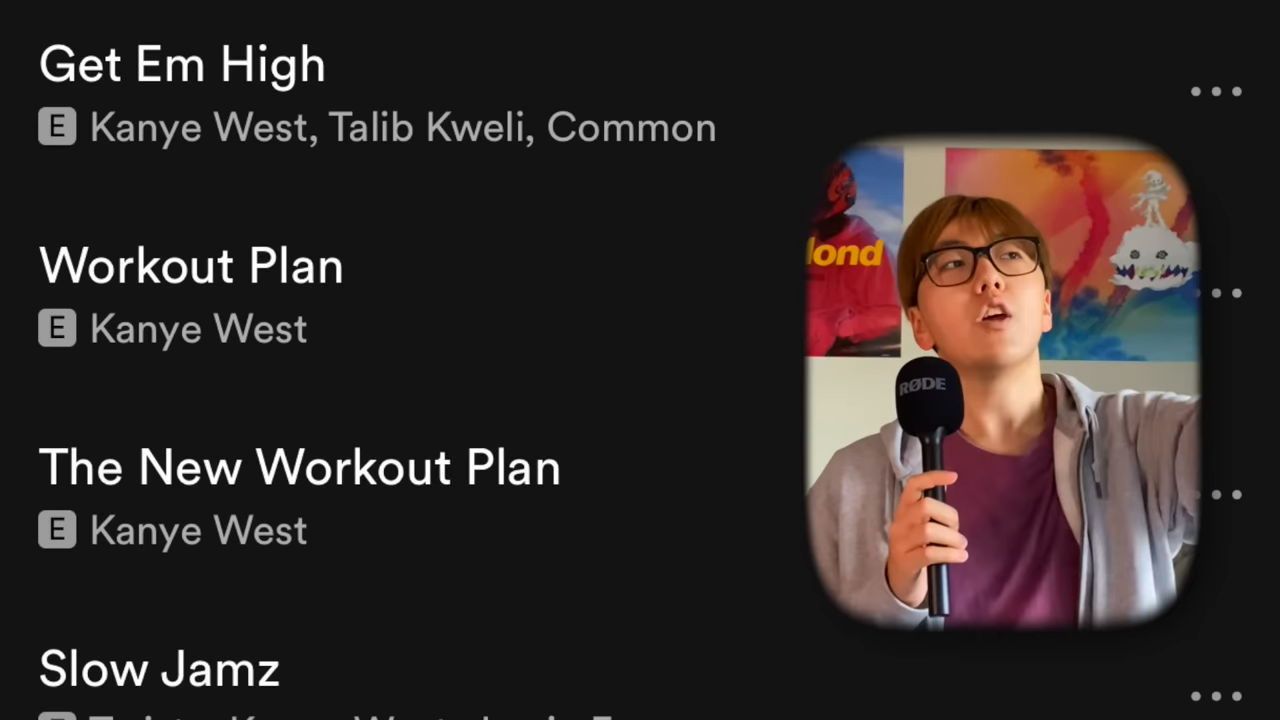 Get Em High
E Kanye West, Talib Kweli, Common
Workout Plan
E Kanye West
The New Workout Plan
E Kanye West
Slow Jamz
lond
RØDE